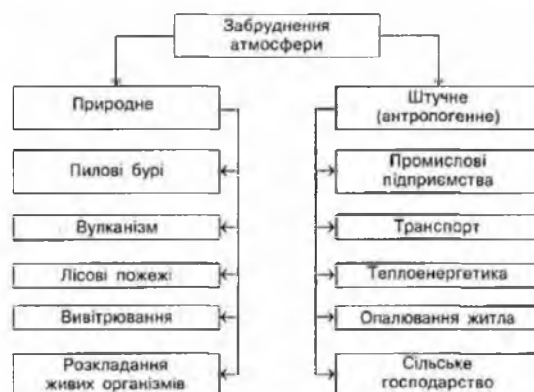 Забруднення
атмосфери
Природне
Пилові бурі
Вулканізм
Лісові пожежі
Вивітрювання
Розкладання
живих організмів
Штучне
(антропогенне)
Промислові
підприємства
Транспорт
Теплоенергетика
Опалювання житла
Сільське
господарство